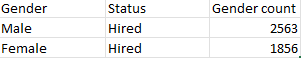 Gender Status Gender count
Male Hired 2563
Female Hired 1856